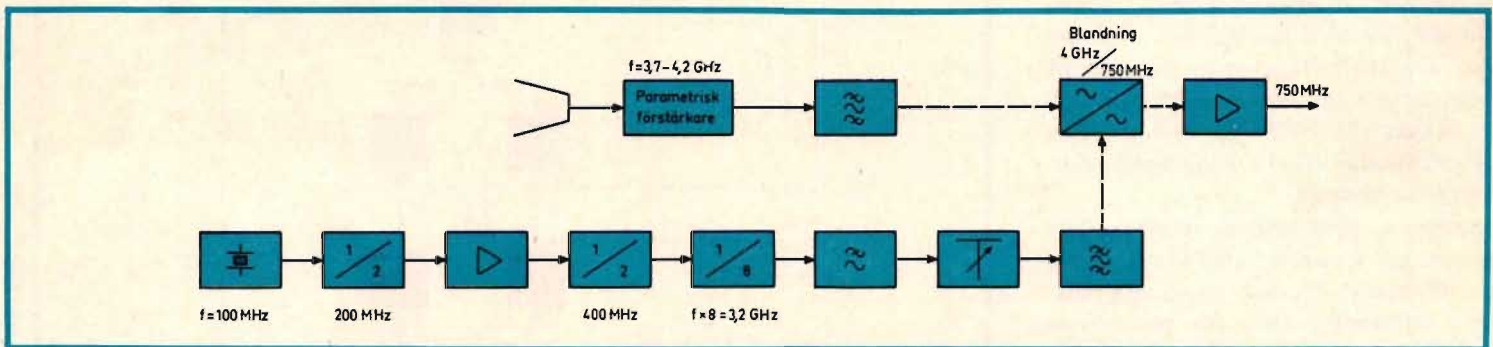 Blandning
4 GHz
750 MHz
f=3,7-4,2 GHz
Parametrisk
förstärkare
750 MHz
1
2
1
2
1
8
f=100 MHz
200 MHz
400 MHz
f×8=3,2 GHz